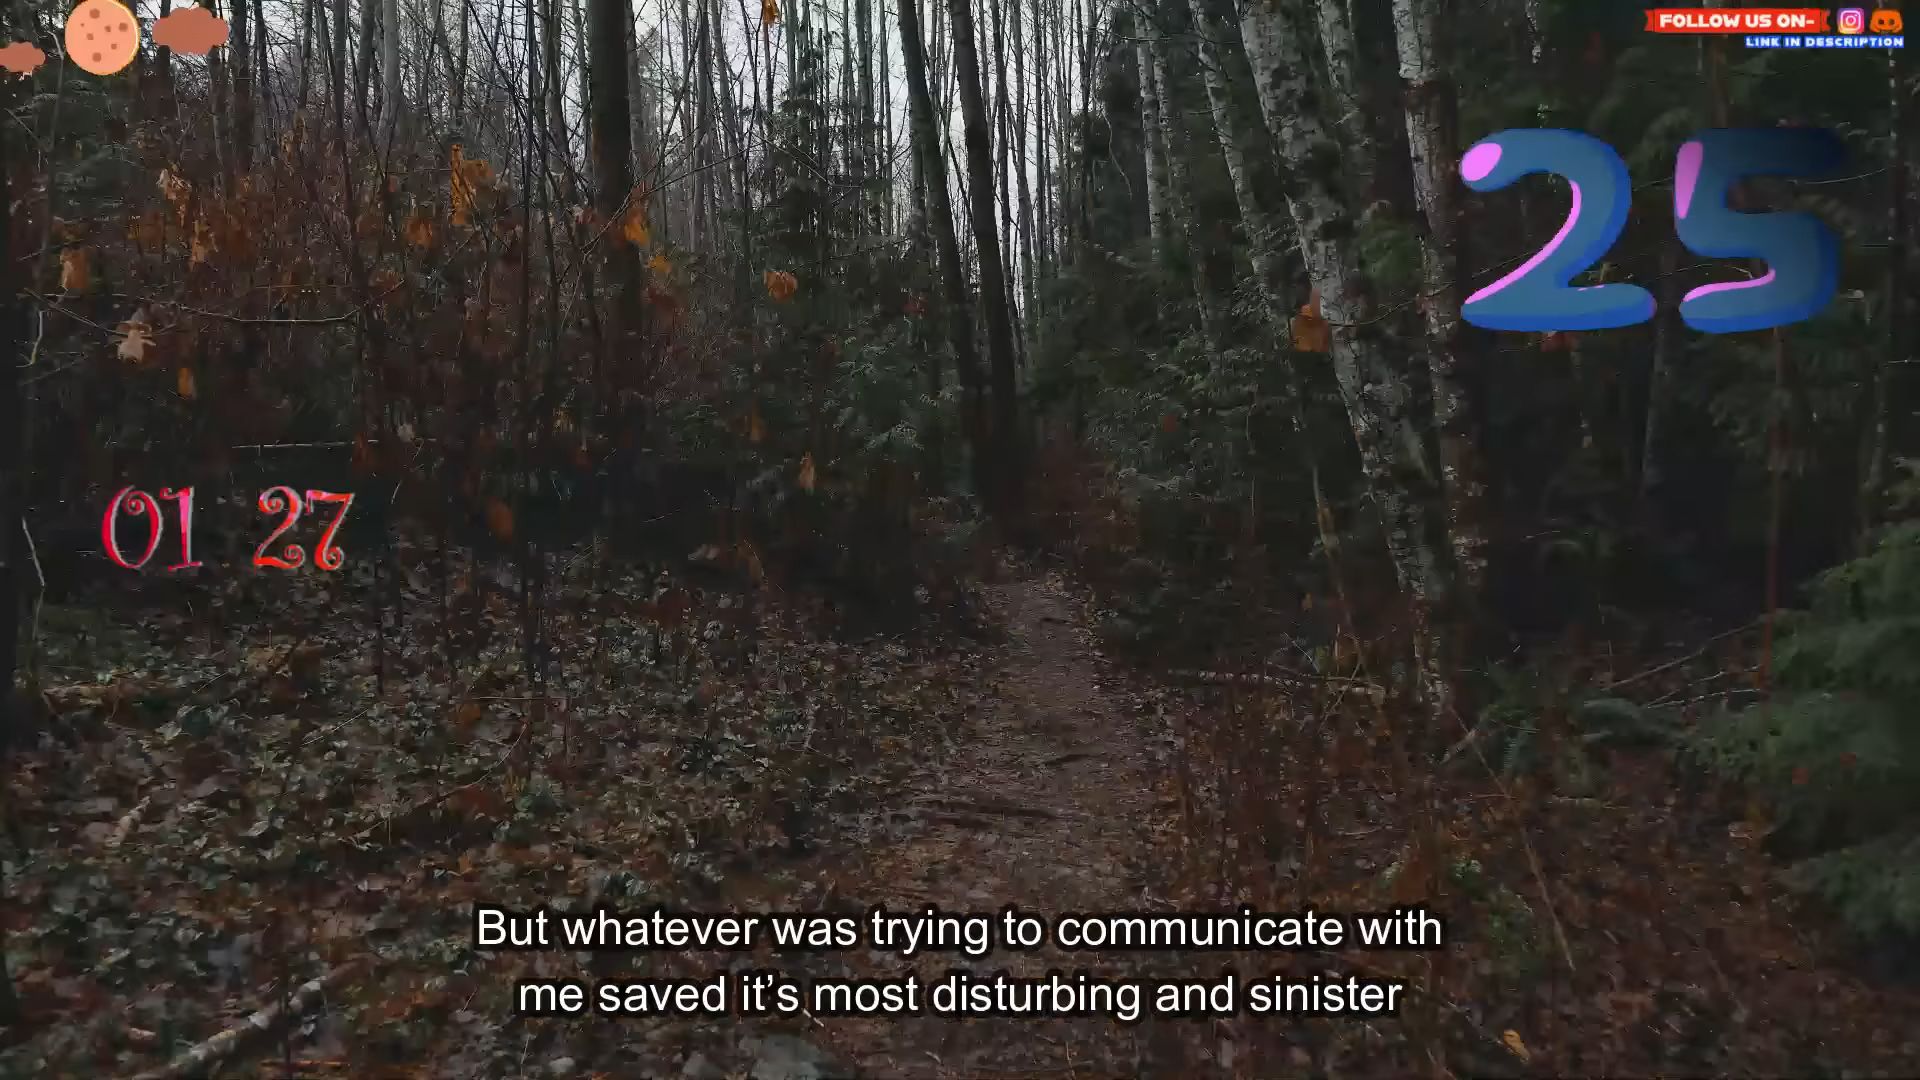 FOLLOW US ON-
LINK IN DESCRIPTION
25
01 27
But whatever was trying to communicate with
me saved it’s most disturbing and sinister